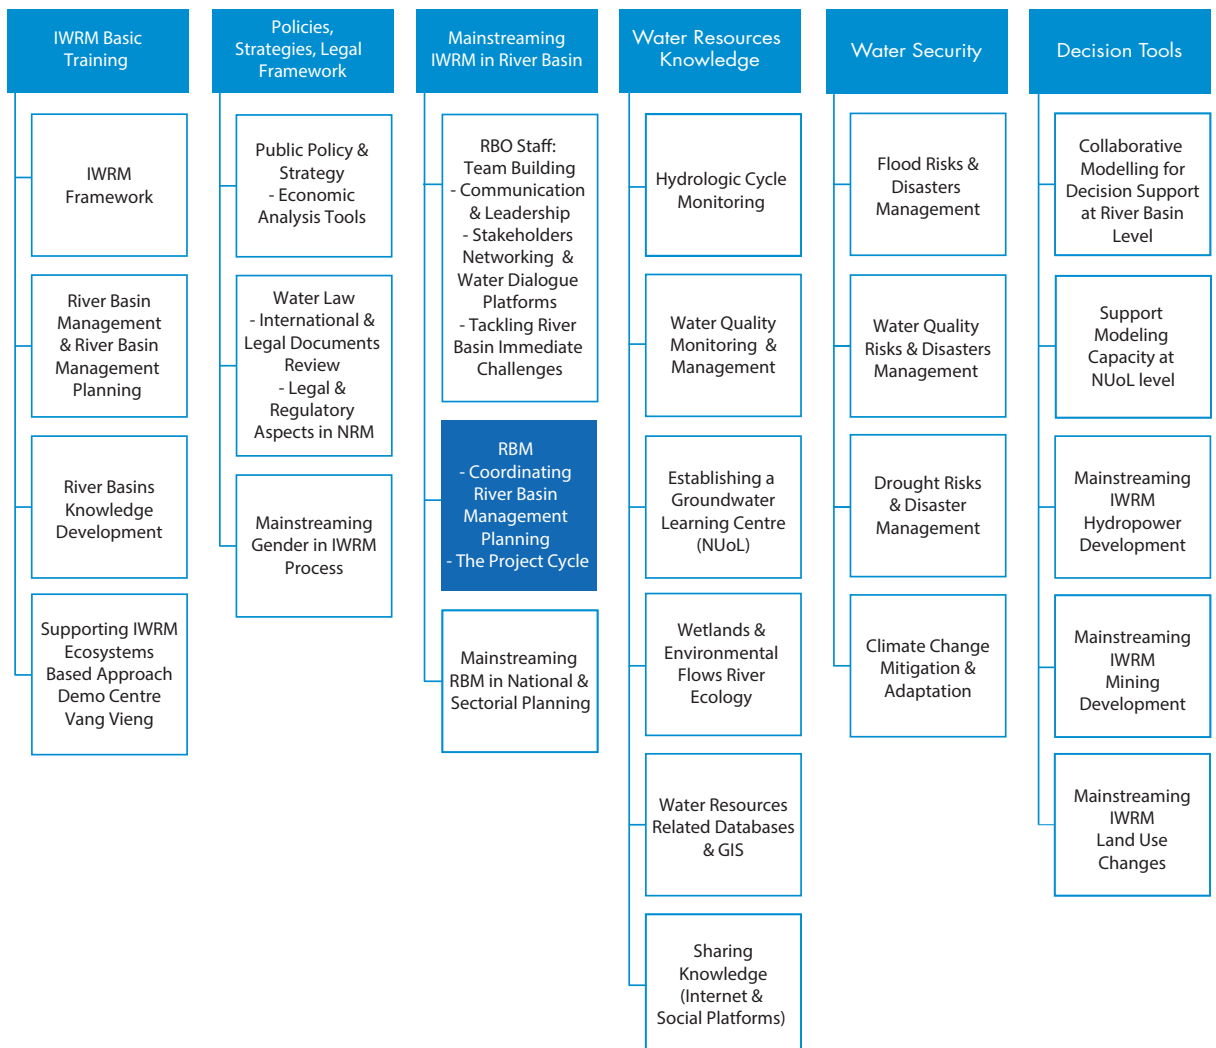 IWRM Basic
Training
IWRM
Framework
River Basin
Management
& River Basin
Management
Planning
River Basins
Knowledge
Development
Supporting IWRM
Ecosystems
Based Approach
Demo Centre
Vang Vieng
Policies,
Strategies, Legal
Framework
Public Policy &
Strategy
- Economic
Analysis Tools
Water Law
- International &
Legal Documents
Review
- Legal &
Regulatory
Aspects in NRM
Mainstreaming
Gender in IWRM
Process
Mainstreaming
IWRM in River Basin
RBO Staff:
Team Building
- Communication
& Leadership
- Stakeholders
Networking &
Water Dialogue
Platforms
- Tackling River
Basin Immediate
Challenges
RBM
- Coordinating
River Basin
Management
Planning
- The Project Cycle
Mainstreaming
RBM in National &
Sectorial Planning
Water Resources
Knowledge
Hydrologic Cycle
Monitoring
Water Quality
Monitoring &
Management
Establishing a
Groundwater
Learning Centre
(NUoL)
Wetlands &
Environmental
Flows River
Ecology
Water Resources
Related Databases
& GIS
Sharing
Knowledge
(Internet &
Social Platforms)
Water Security
Flood Risks &
Disasters
Management
Water Quality
Risks & Disasters
Management
Drought Risks
& Disaster
Management
Climate Change
Mitigation &
Adaptation
Decision Tools
Collaborative
Modelling for
Decision Support
at River Basin
Level
Support
Modeling
Capacity at
NUoL level
Mainstreaming
IWRM
Hydropower
Development
Mainstreaming
IWRM
Mining
Development
Mainstreaming
IWRM
Land Use
Changes